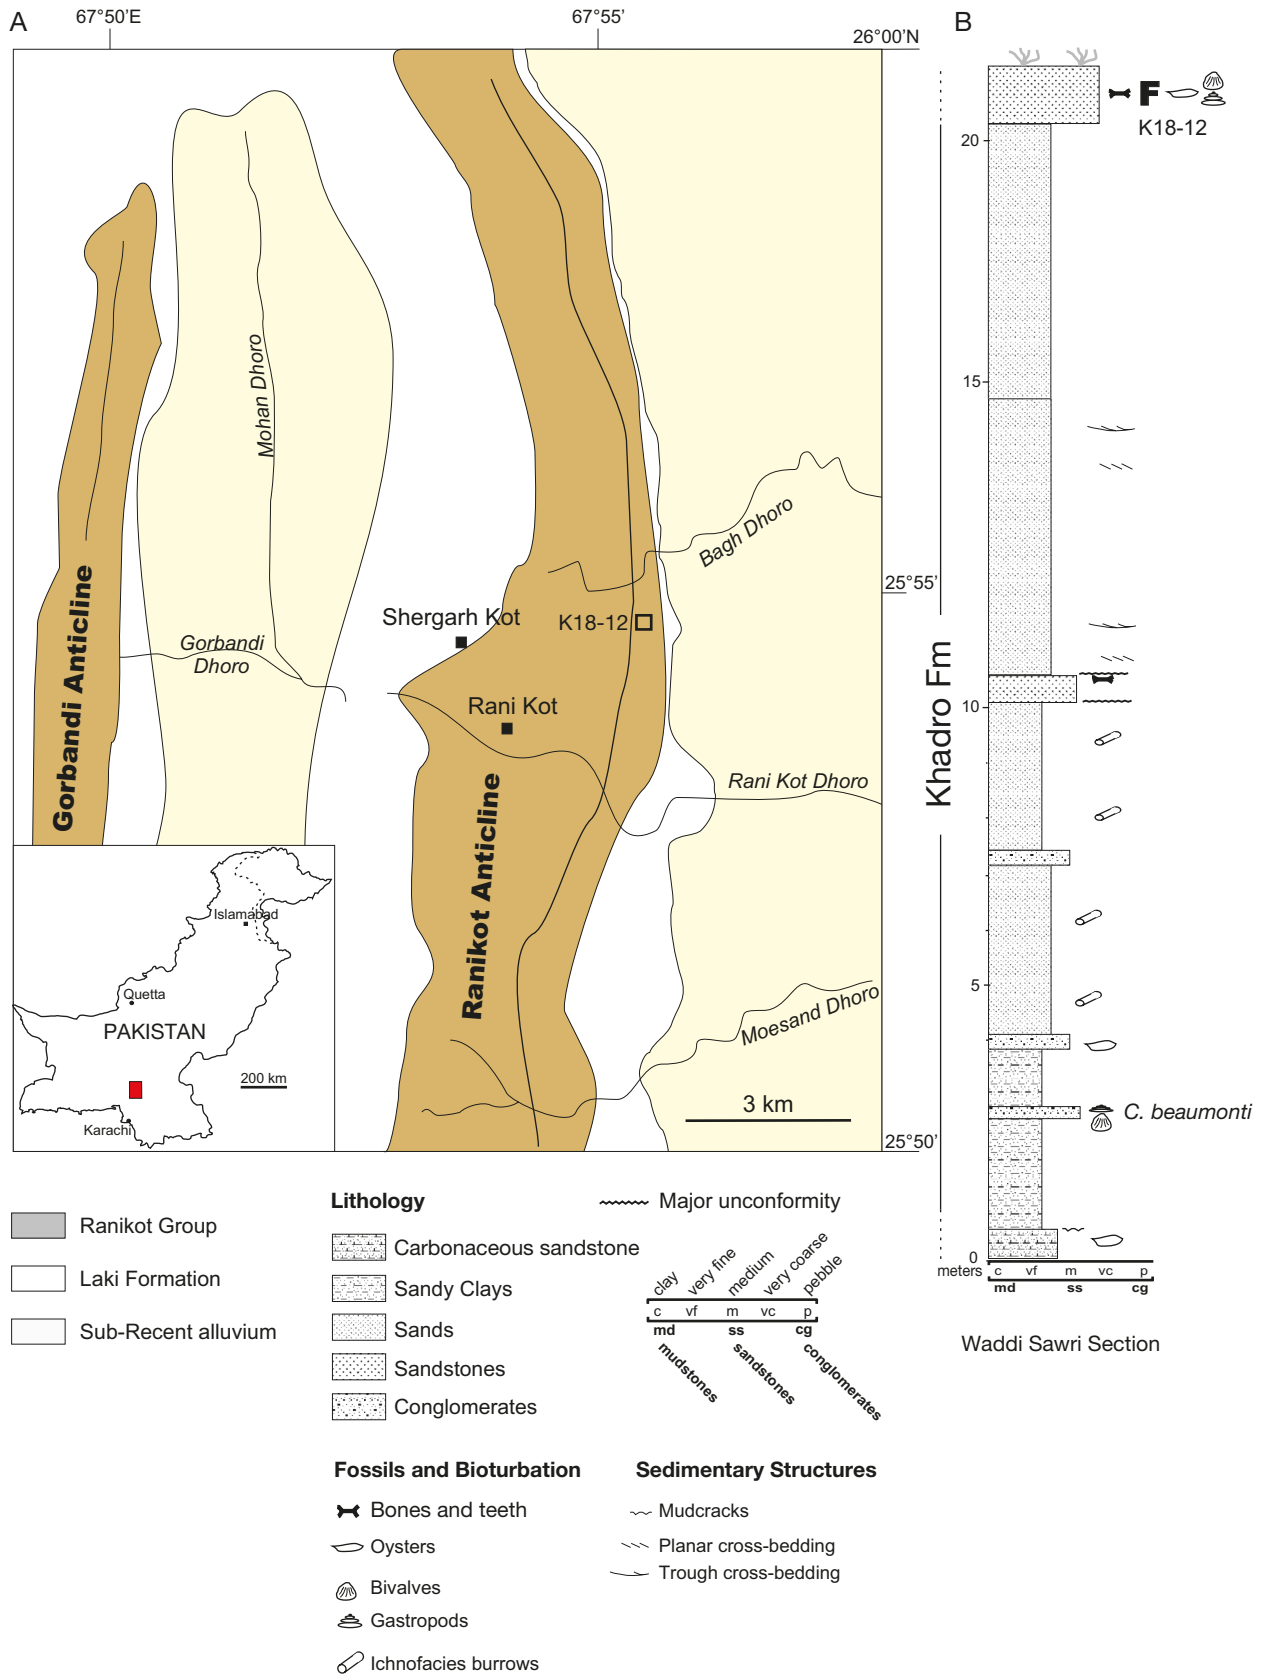 A
67°50'E
67°55'
26°00'N
Mohan Dhoro
Bagh Dhoro
25°55'
Shergarh Kot
K18-12
Gorbandi
Dhoro
Gorbandi Anticline
Rani Kot
Rani Kot Dhoro
Ranikot Anticline
Moesand Dhoro
3 km
25°50'
Islamabad
Quetta
PAKISTAN
200 km
Karachi
B
F
K18-12
20
15
10
5
0
Khadro Fm
C. beaumonti
meters
c vf m vc p
md ss cg
Waddi Sawri Section
Ranikot Group
Laki Formation
Sub-Recent alluvium
Lithology
Carbonaceous sandstone
Sandy Clays
Sands
Sandstones
Conglomerates
Major unconformity
clay
very fine
medium
very coarse
pebble
c vf m vc p
md ss cg
mudstones
sandstones
conglomerates
Fossils and Bioturbation
Bones and teeth
Oysters
Bivalves
Gastropods
Ichnofacies burrows
Sedimentary Structures
Mudcracks
Planar cross-bedding
Trough cross-bedding